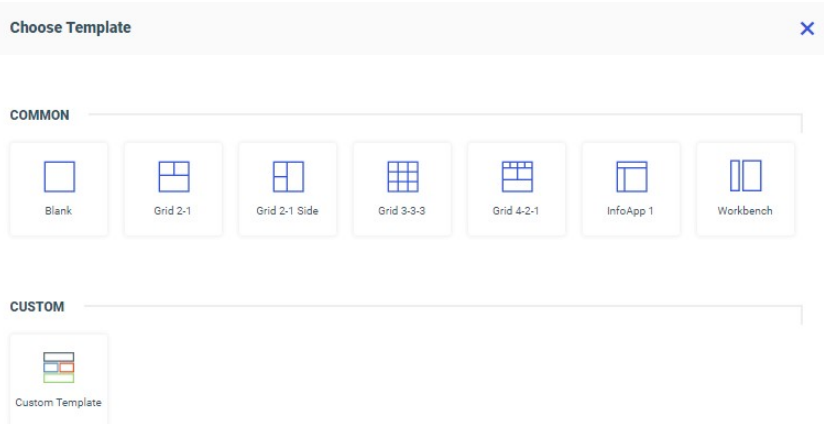 Choose Template
COMMON
Blank
Grid 2-1
Grid 2-1 Side
Grid 3-3-3
Grid 4-2-1
InfoApp 1
Workbench
CUSTOM
Custom Template